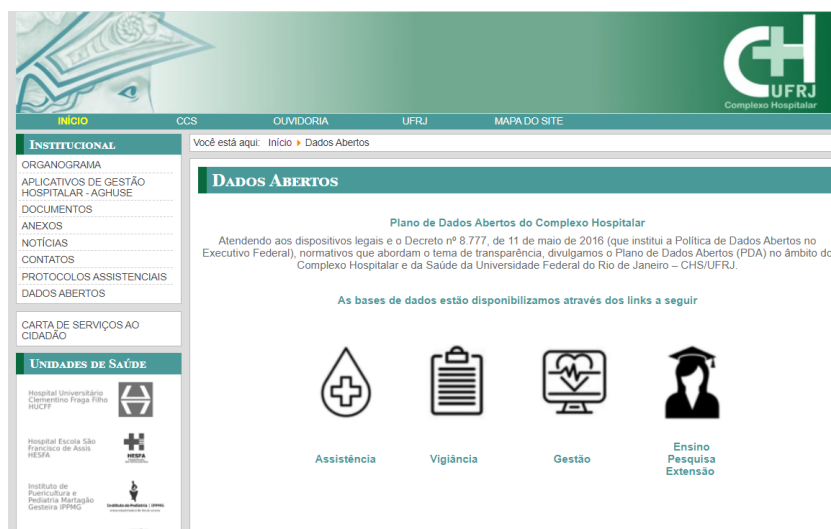 UFRJ
Complexo Hospitalar
INÍCIO CCS OUVIDORIA UFRJ MAPA DO SITE
INSTITUCIONAL
ORGANOGRAMA
APLICATIVOS DE GESTÃO
HOSPITALAR - AGHUSE
DOCUMENTOS
ANEXOS
NOTÍCIAS
CONTATOS
PROTOCOLOS ASSISTENCIAIS
DADOS ABERTOS
CARTA DE SERVIÇOS AO
CIDADÃO
UNIDADES DE SAÚDE
Hospital Universitário
Clementino Fraga Filho
HUCFF
Hospital Escola São
Francisco de Assis
HESFA
HESFA
Instituto de
Puericultura e
Pediatria Martagão
Gesteira IPPMG
Instituto de Pediatria | IPPMG
Você está aqui: Início Dados Abertos
DADOS ABERTOS
Plano de Dados Abertos do Complexo Hospitalar
Atendendo aos dispositivos legais e o Decreto nº 8.777, de 11 de maio de 2016 (que institui a Política de Dados Abertos no
Executivo Federal), normativos que abordam o tema de transparência, divulgamos o Plano de Dados Abertos (PDA) no âmbito do
Complexo Hospitalar e da Saúde da Universidade Federal do Rio de Janeiro – CHS/UFRJ.
As bases de dados estão disponibilizamos através dos links a seguir
Assistência
Vigilância
Gestão
Ensino
Pesquisa
Extensão